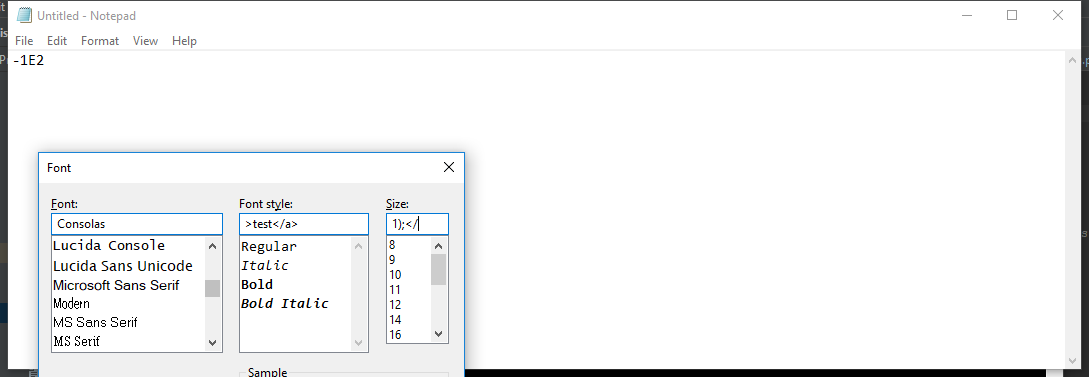 Untitled - Notepad
File Edit Format View Help
-1E2
Font
Font: Font style: Size:
Consolas >test</a> 1);</
Lucida Console Regular 8
Lucida Sans Unicode Italic 9
Microsoft Sans Serif Bold 10
Modern Bold Italic 11
MS Sans Serif 12
MS Serif 14
16
Sample